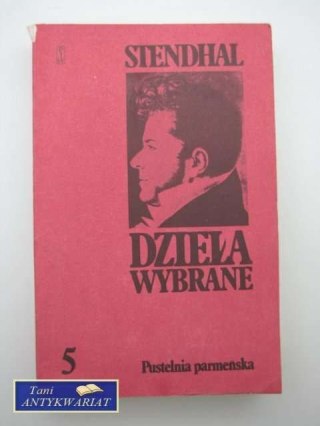 STENDHAL
DZIEŁA
WYBRANE
5
Pustelnia parmeńska
Tani
ANTYKWARIAT